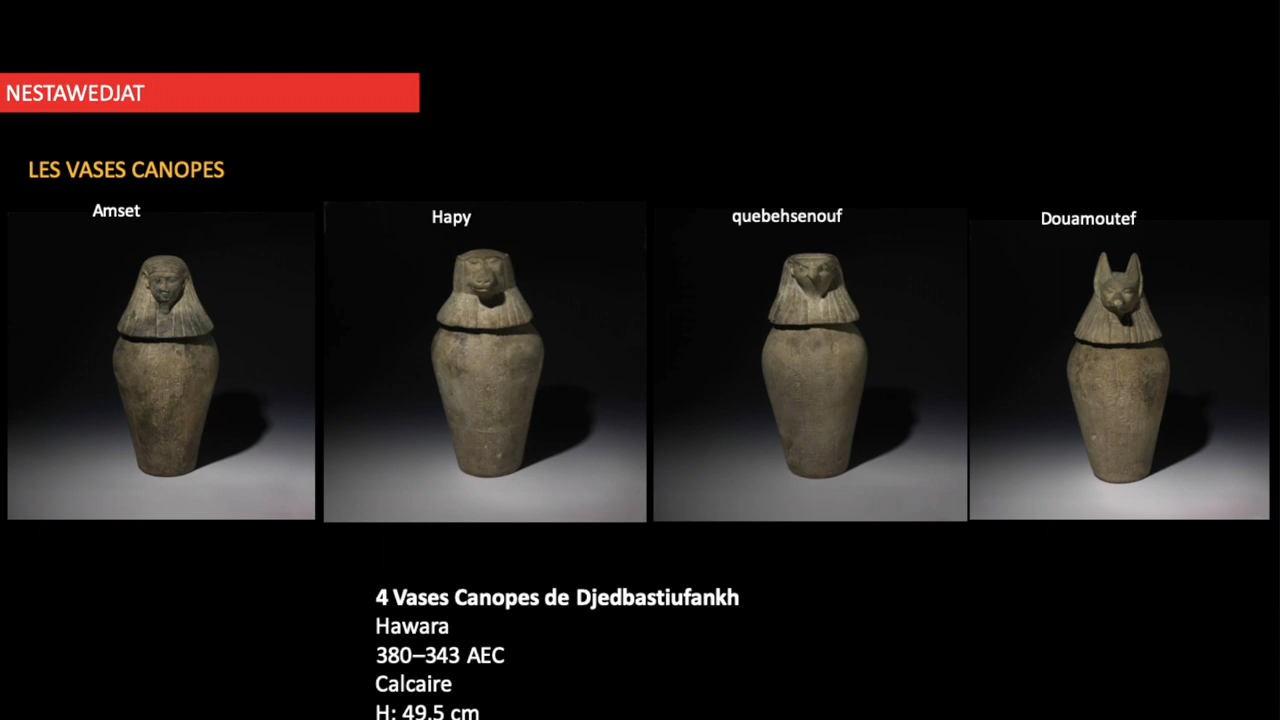 NESTAWEDJAT
LES VASES CANOPES
Amset
Hapy
quebehsenouf
Douamoutef
4 Vases Canopes de Djedbastiufankh
Hawara
380–343 AEC
Calcaire
H: 49.5 cm